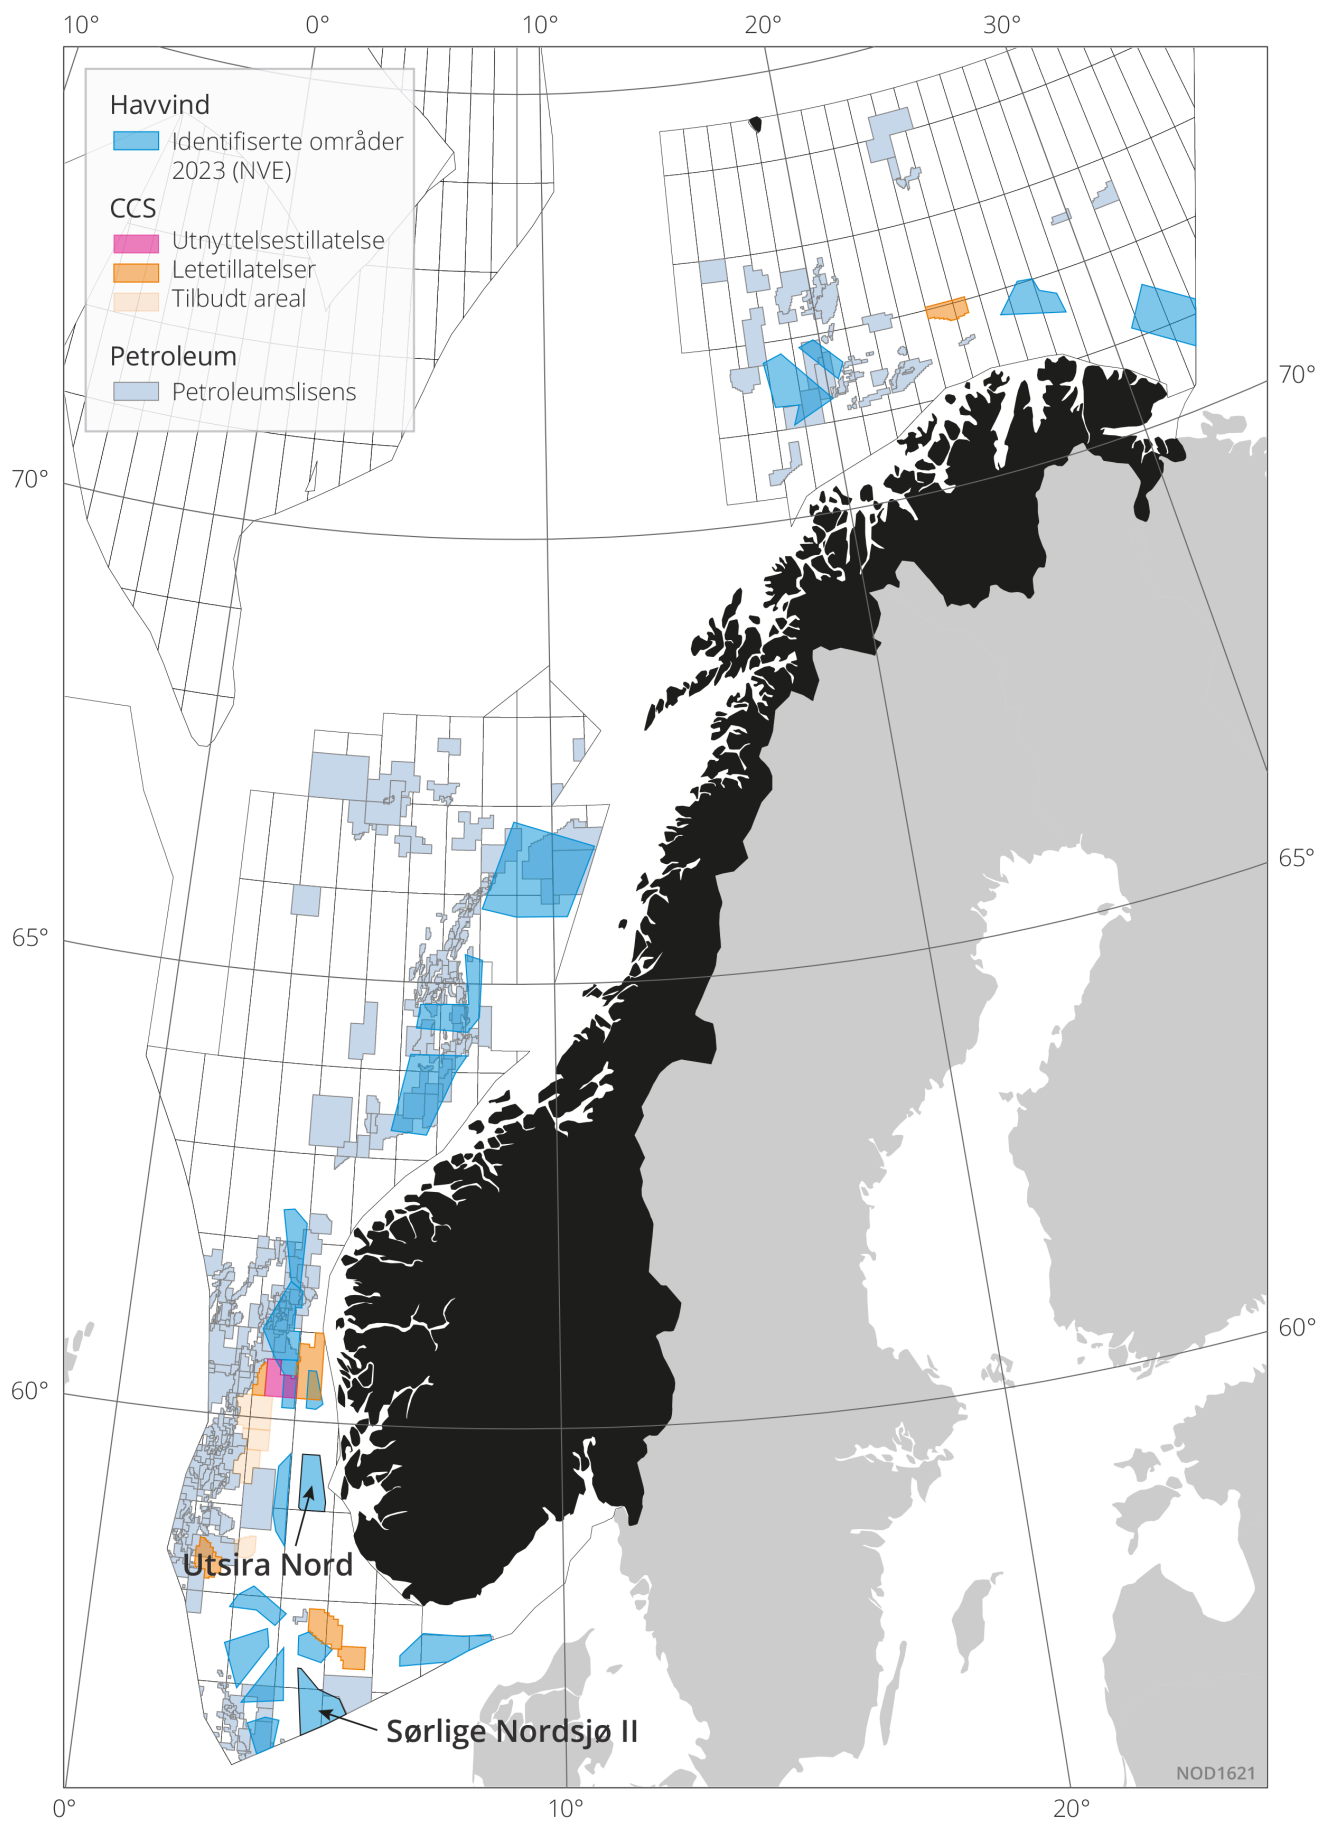 10°
0°
10°
20°
30°
Havvind
Identifiserte områder
2023 (NVE)
CCS
Utnyttelsestillatelse
Letetillatelser
Tilbudt areal
Petroleum
Petroleumslisens
70°
70°
65°
65°
60°
60°
Utsira Nord
Sørlige Nordsjø II
NOD1621
0°
10°
20°